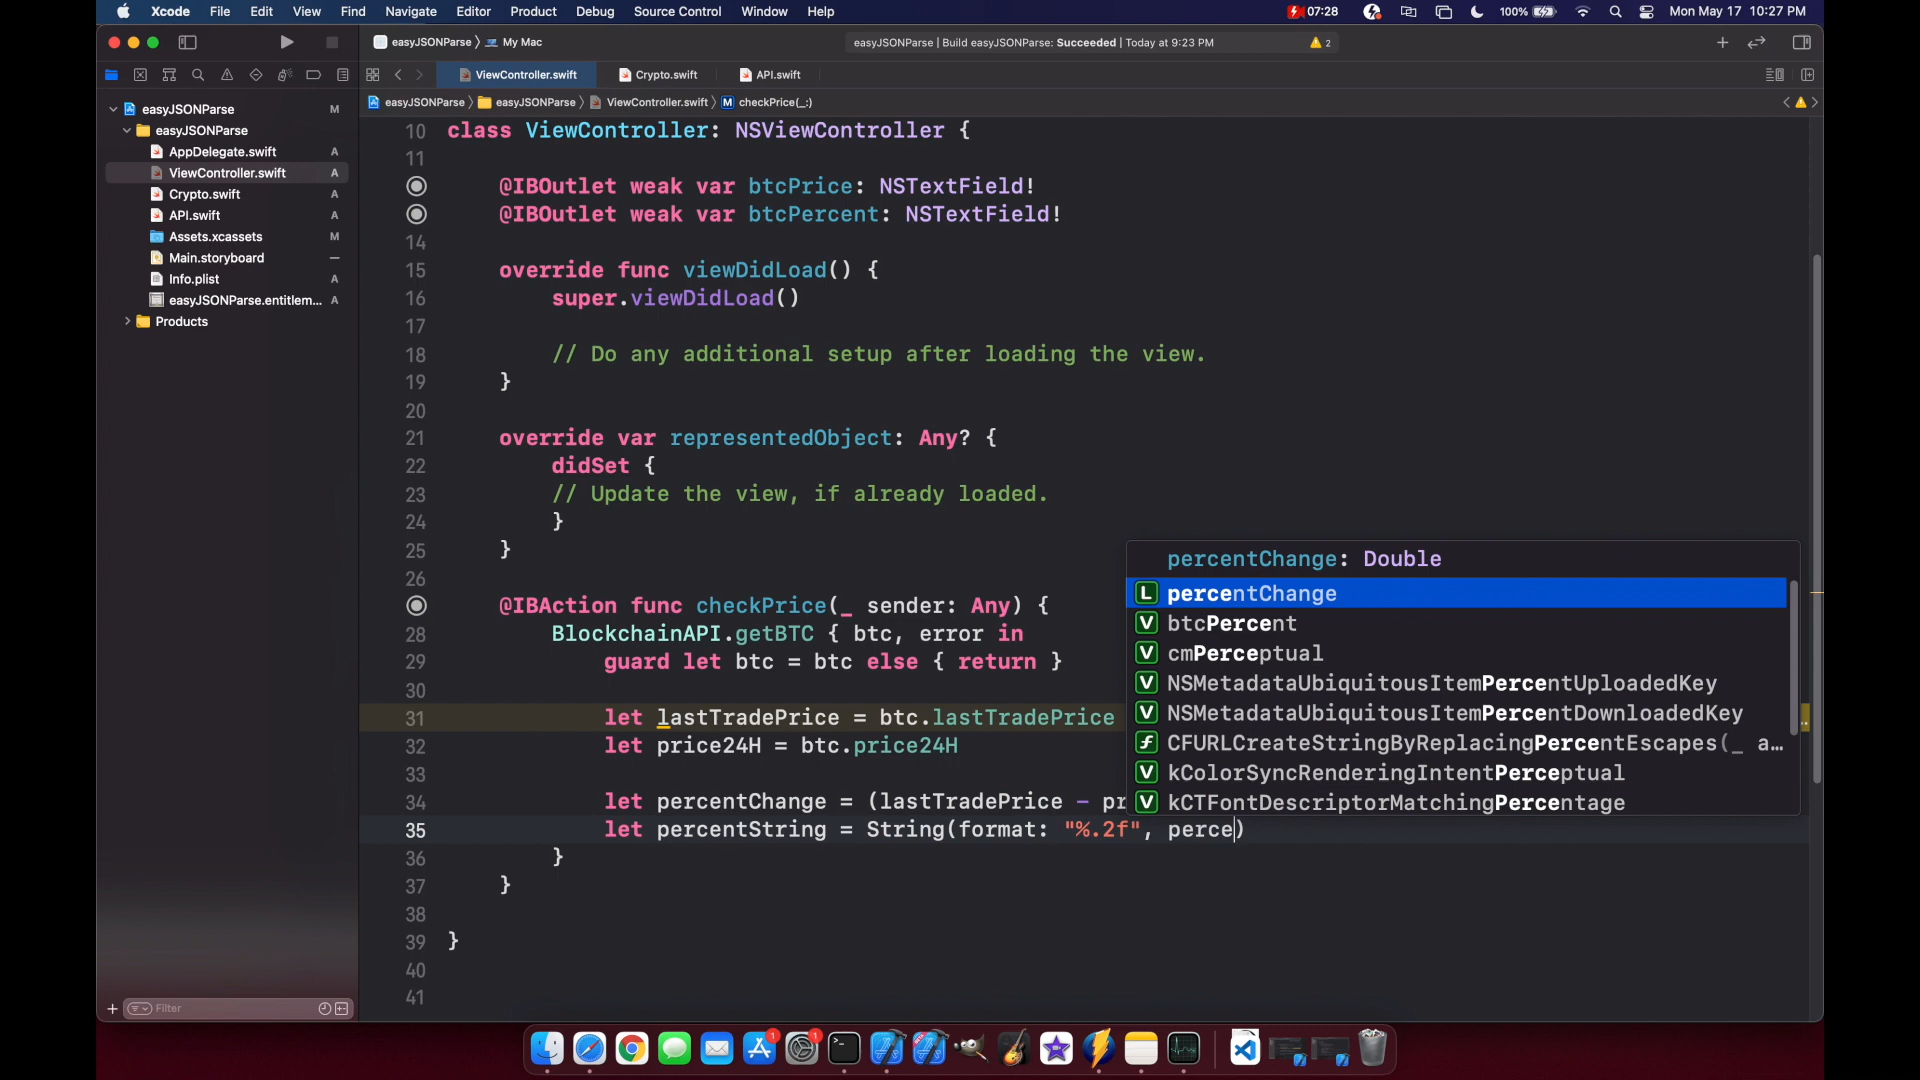 Xcode File Edit View Find Navigate Editor Product Debug Source Control Window Help 07:28 100% Mon May 17 10:27 PM
easyJSONParse My Mac easyJSONParse | Build easyJSONParse: Succeeded | Today at 9:23 PM 2
ViewController.swift Crypto.swift API.swift
easyJSONParse easyJSONParse ViewController.swift M checkPrice(_:)
easyJSONParse M
easyJSONParse
AppDelegate.swift A
ViewController.swift A
Crypto.swift A
API.swift A
Assets.xcassets M
Main.storyboard –
Info.plist A
easyJSONParse.entitlem... A
Products
10 class ViewController: NSViewController {
11
@IBOutlet weak var btcPrice: NSTextField!
@IBOutlet weak var btcPercent: NSTextField!
14
15 override func viewDidLoad() {
16 super.viewDidLoad()
17
18 // Do any additional setup after loading the view.
19 }
20
21 override var representedObject: Any? {
22 didSet {
23 // Update the view, if already loaded.
24 }
25 }
26
@IBAction func checkPrice(_ sender: Any) {
28 BlockchainAPI.getBTC { btc, error in
29 guard let btc = btc else { return }
30
31 let lastTradePrice = btc.lastTradePrice
32 let price24H = btc.price24H
33
34 let percentChange = (lastTradePrice - pr
35 let percentString = String(format: "%.2f", perce)
36 }
37 }
38
39 }
40
41
percentChange: Double
L percentChange
V btcPercent
V cmPerceptual
V NSMetadataUbiquitousItemPercentUploadedKey
V NSMetadataUbiquitousItemPercentDownloadedKey
f CFURLCreateStringByReplacingPercentEscapes(_ a...
V kColorSyncRenderingIntentPerceptual
V kCTFontDescriptorMatchingPercentage
Filter
1 1